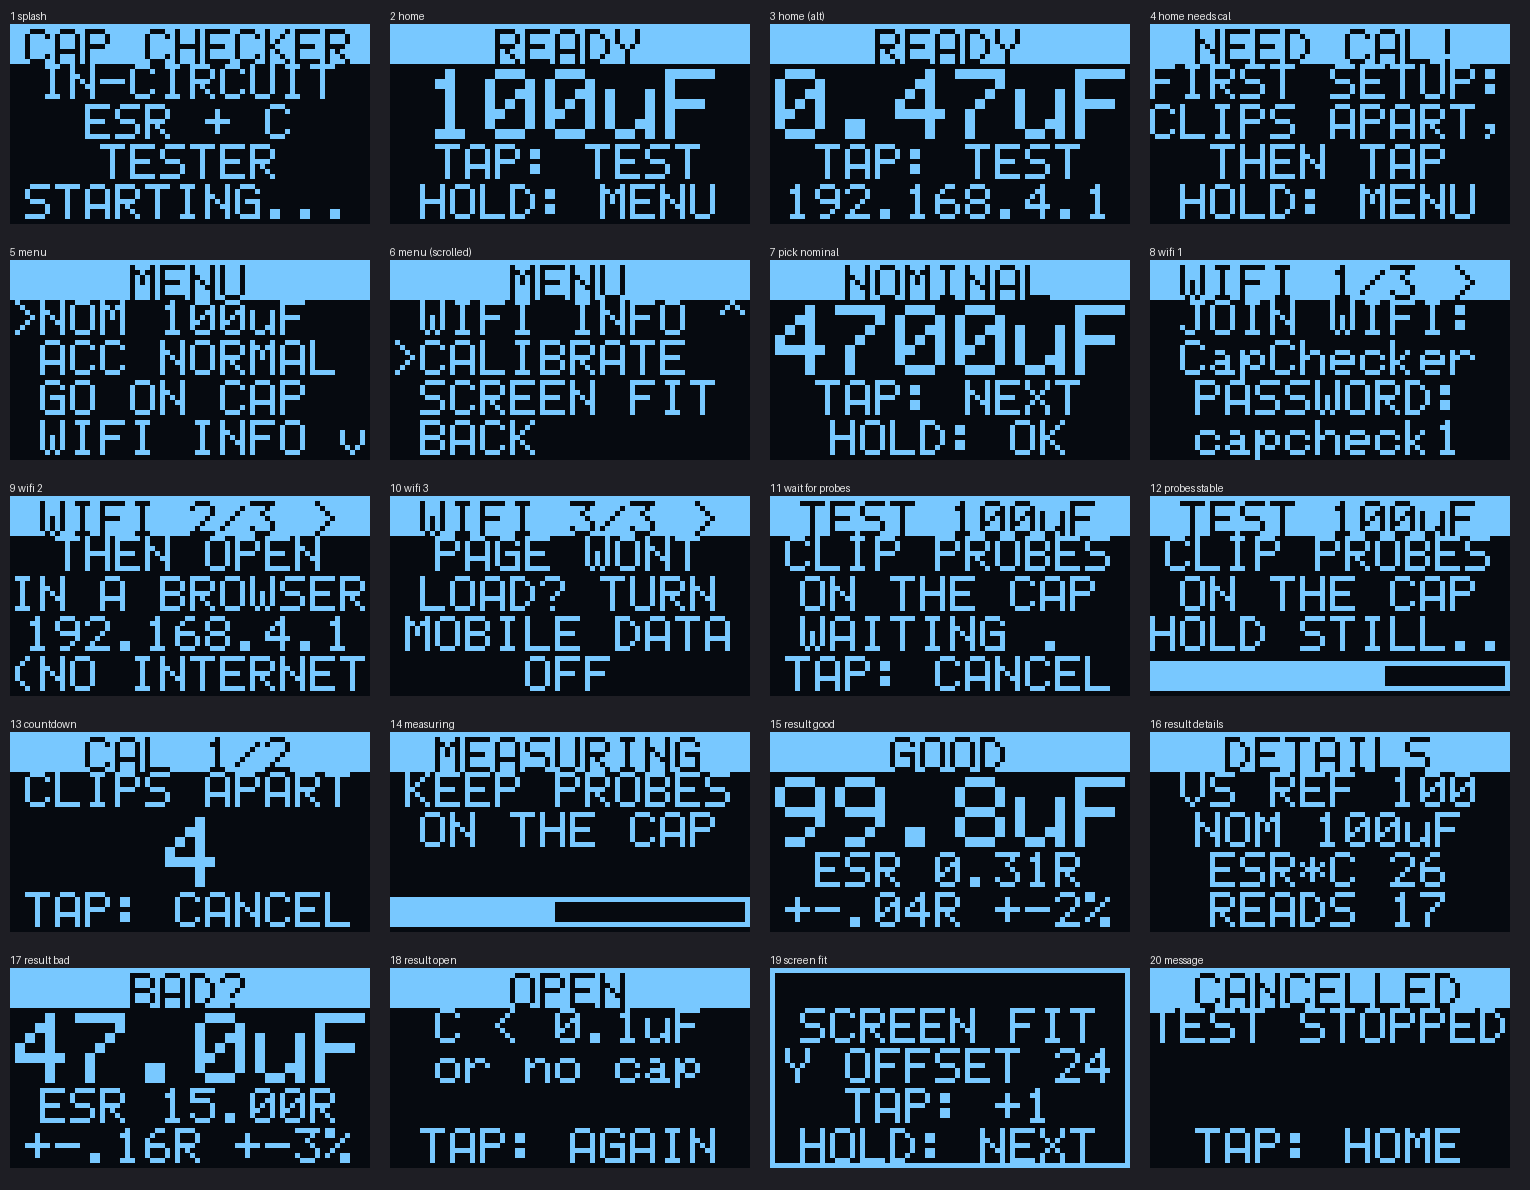 1 splash
CAP CHECKER
IN-CIRCUIT
ESR + C
TESTER
STARTING...
2 home
READY
100uF
TAP: TEST
HOLD: MENU
3 home (alt)
READY
0.47uF
TAP: TEST
192.168.4.1
4 home needs cal
NEED CAL!
FIRST SETUP:
CLIPS APART,
THEN TAP
HOLD: MENU
5 menu
MENU
>NOM 100uF
ACC NORMAL
GO ON CAP
WIFI INFO v
6 menu (scrolled)
MENU
WIFI INFO ^
>CALIBRATE
SCREEN FIT
BACK
7 pick nominal
NOMINAL
4700uF
TAP: NEXT
HOLD: OK
8 wifi 1
WIFI 1/3 >
JOIN WIFI:
CapChecker
PASSWORD:
capcheck1
9 wifi 2
WIFI 2/3 >
THEN OPEN
IN A BROWSER
192.168.4.1
(NO INTERNET
10 wifi 3
WIFI 3/3 >
PAGE WONT
LOAD? TURN
MOBILE DATA
OFF
11 wait for probes
TEST 100uF
CLIP PROBES
ON THE CAP
WAITING .
TAP: CANCEL
12 probes stable
TEST 100uF
CLIP PROBES
ON THE CAP
HOLD STILL..
13 countdown
CAL 1/2
CLIPS APART
4
TAP: CANCEL
14 measuring
MEASURING
KEEP PROBES
ON THE CAP
15 result good
GOOD
99.8uF
ESR 0.31R
+-.04R +-2%
16 result details
DETAILS
VS REF 100
NOM 100uF
ESR*C 26
READS 17
17 result bad
BAD?
47.0uF
ESR 15.00R
+-.16R +-3%
18 result open
OPEN
C < 0.1uF
or no cap
TAP: AGAIN
19 screen fit
SCREEN FIT
Y OFFSET 24
TAP: +1
HOLD: NEXT
20 message
CANCELLED
TEST STOPPED
TAP: HOME